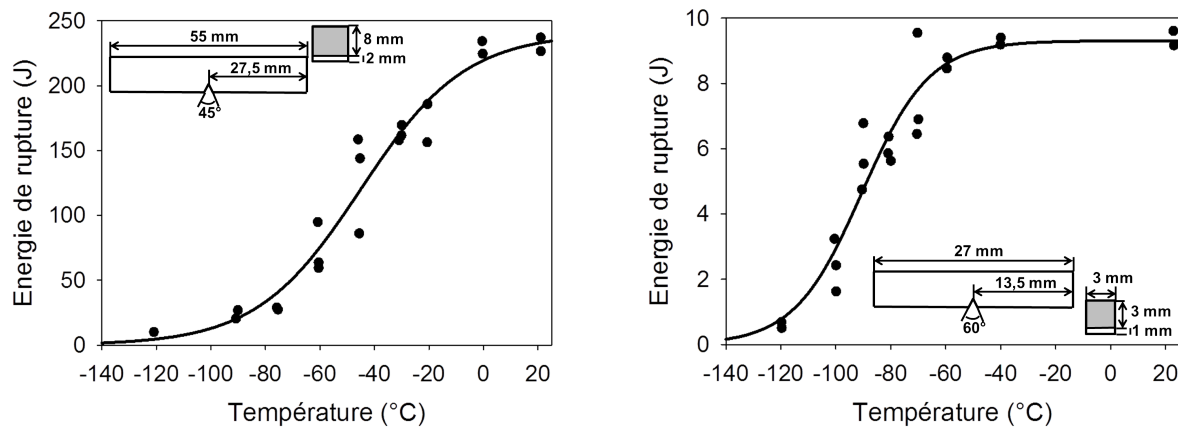 Energie de rupture (J)
250
200
150
100
50
0
55 mm
27,5 mm
45°
8 mm
2 mm
-140 -120 -100 -80 -60 -40 -20 0 20
Température (°C)
Energie de rupture (J)
10
8
6
4
2
0
27 mm
13,5 mm
60°
3 mm
3 mm
1 mm
-140 -120 -100 -80 -60 -40 -20 0 20
Température (°C)